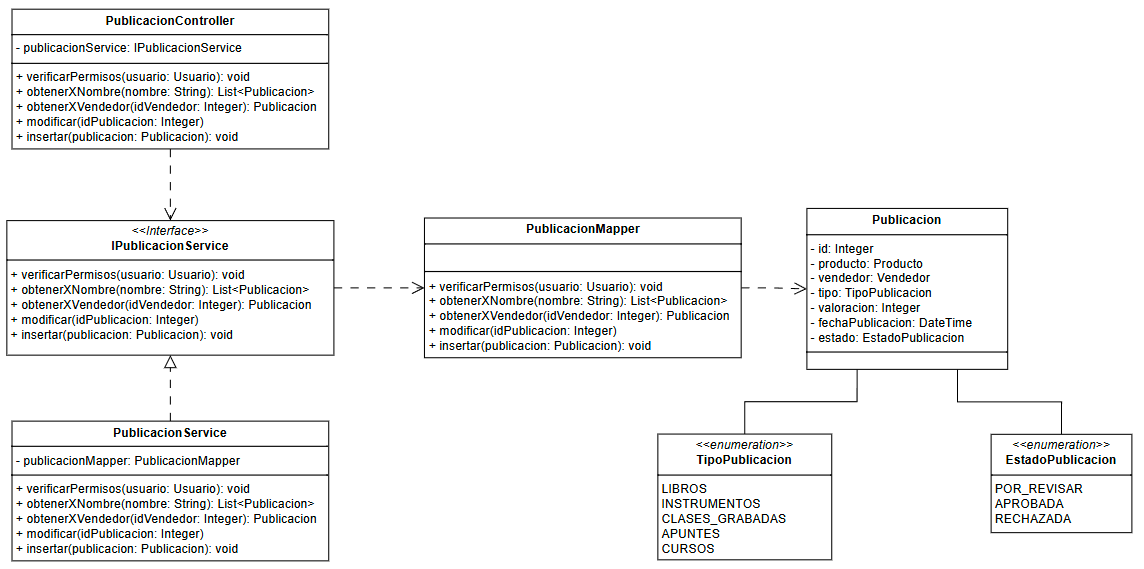 PublicacionController
- publicacionService: IPublicacionService
+ verificarPermisos(usuario: Usuario): void
+ obtenerXNombre(nombre: String): List<Publicacion>
+ obtenerXVendedor(idVendedor: Integer): Publicacion
+ modificar(idPublicacion: Integer)
+ insertar(publicacion: Publicacion): void
<<Interface>>
IPublicacionService
+ verificarPermisos(usuario: Usuario): void
+ obtenerXNombre(nombre: String): List<Publicacion>
+ obtenerXVendedor(idVendedor: Integer): Publicacion
+ modificar(idPublicacion: Integer)
+ insertar(publicacion: Publicacion): void
PublicacionMapper
+ verificarPermisos(usuario: Usuario): void
+ obtenerXNombre(nombre: String): List<Publicacion>
+ obtenerXVendedor(idVendedor: Integer): Publicacion
+ modificar(idPublicacion: Integer)
+ insertar(publicacion: Publicacion): void
Publicacion
- id: Integer
- producto: Producto
- vendedor: Vendedor
- tipo: TipoPublicacion
- valoracion: Integer
- fechaPublicacion: DateTime
- estado: EstadoPublicacion
PublicacionService
- publicacionMapper: PublicacionMapper
+ verificarPermisos(usuario: Usuario): void
+ obtenerXNombre(nombre: String): List<Publicacion>
+ obtenerXVendedor(idVendedor: Integer): Publicacion
+ modificar(idPublicacion: Integer)
+ insertar(publicacion: Publicacion): void
<<enumeration>>
TipoPublicacion
LIBROS
INSTRUMENTOS
CLASES_GRABADAS
APUNTES
CURSOS
<<enumeration>>
EstadoPublicacion
POR_REVISAR
APROBADA
RECHAZADA